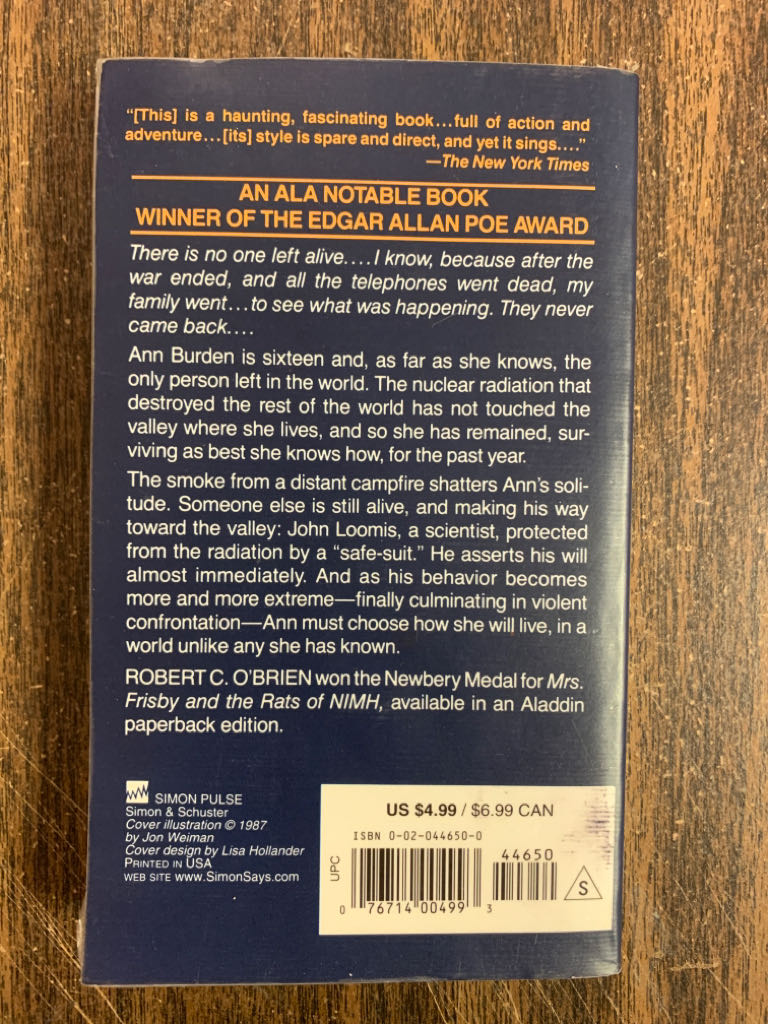 “[This] is a haunting, fascinating book...full of action and
adventure...[its] style is spare and direct, and yet it sings....”
—The New York Times
AN ALA NOTABLE BOOK
WINNER OF THE EDGAR ALLAN POE AWARD
There is no one left alive....I know, because after the
war ended, and all the telephones went dead, my
family went...to see what was happening. They never
came back....
Ann Burden is sixteen and, as far as she knows, the
only person left in the world. The nuclear radiation that
destroyed the rest of the world has not touched the
valley where she lives, and so she has remained, sur-
viving as best she knows how, for the past year.
The smoke from a distant campfire shatters Ann’s soli-
tude. Someone else is still alive, and making his way
toward the valley: John Loomis, a scientist, protected
from the radiation by a “safe-suit.” He asserts his will
almost immediately. And as his behavior becomes
more and more extreme—finally culminating in violent
confrontation—Ann must choose how she will live, in a
world unlike any she has known.
ROBERT C. O’BRIEN won the Newbery Medal for Mrs.
Frisby and the Rats of NIMH, available in an Aladdin
paperback edition.
SIMON PULSE
Simon & Schuster
Cover illustration © 1987
by Jon Weiman
Cover design by Lisa Hollander
PRINTED IN USA
WEB SITE www.SimonSays.com
US $4.99 / $6.99 CAN
ISBN 0-02-044650-0
44650
UPC
S
0 76714 00499 3